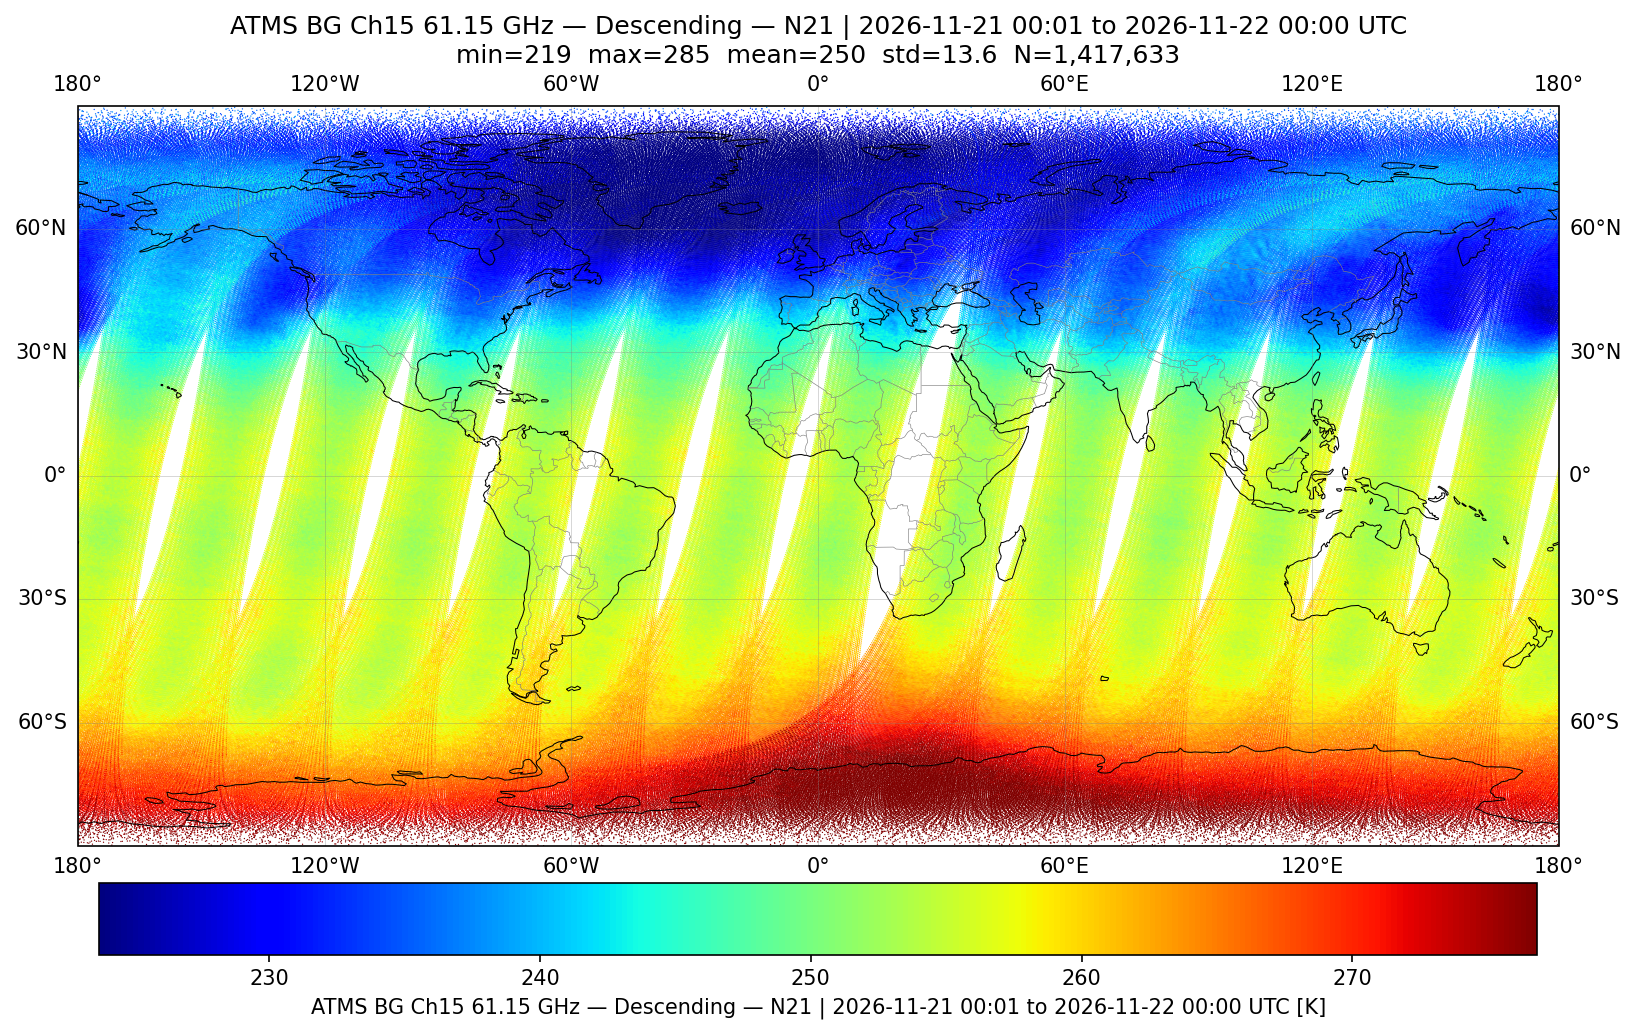 ATMS BG Ch15 61.15 GHz — Descending — N21 | 2026-11-21 00:01 to 2026-11-22 00:00 UTC
min=219  max=285  mean=250  std=13.6  N=1,417,633
180° 120°W 60°W 0° 60°E 120°E 180°
60°N 60°N
30°N 30°N
0° 0°
30°S 30°S
60°S 60°S
180° 120°W 60°W 0° 60°E 120°E 180°
230 240 250 260 270
ATMS BG Ch15 61.15 GHz — Descending — N21 | 2026-11-21 00:01 to 2026-11-22 00:00 UTC [K]